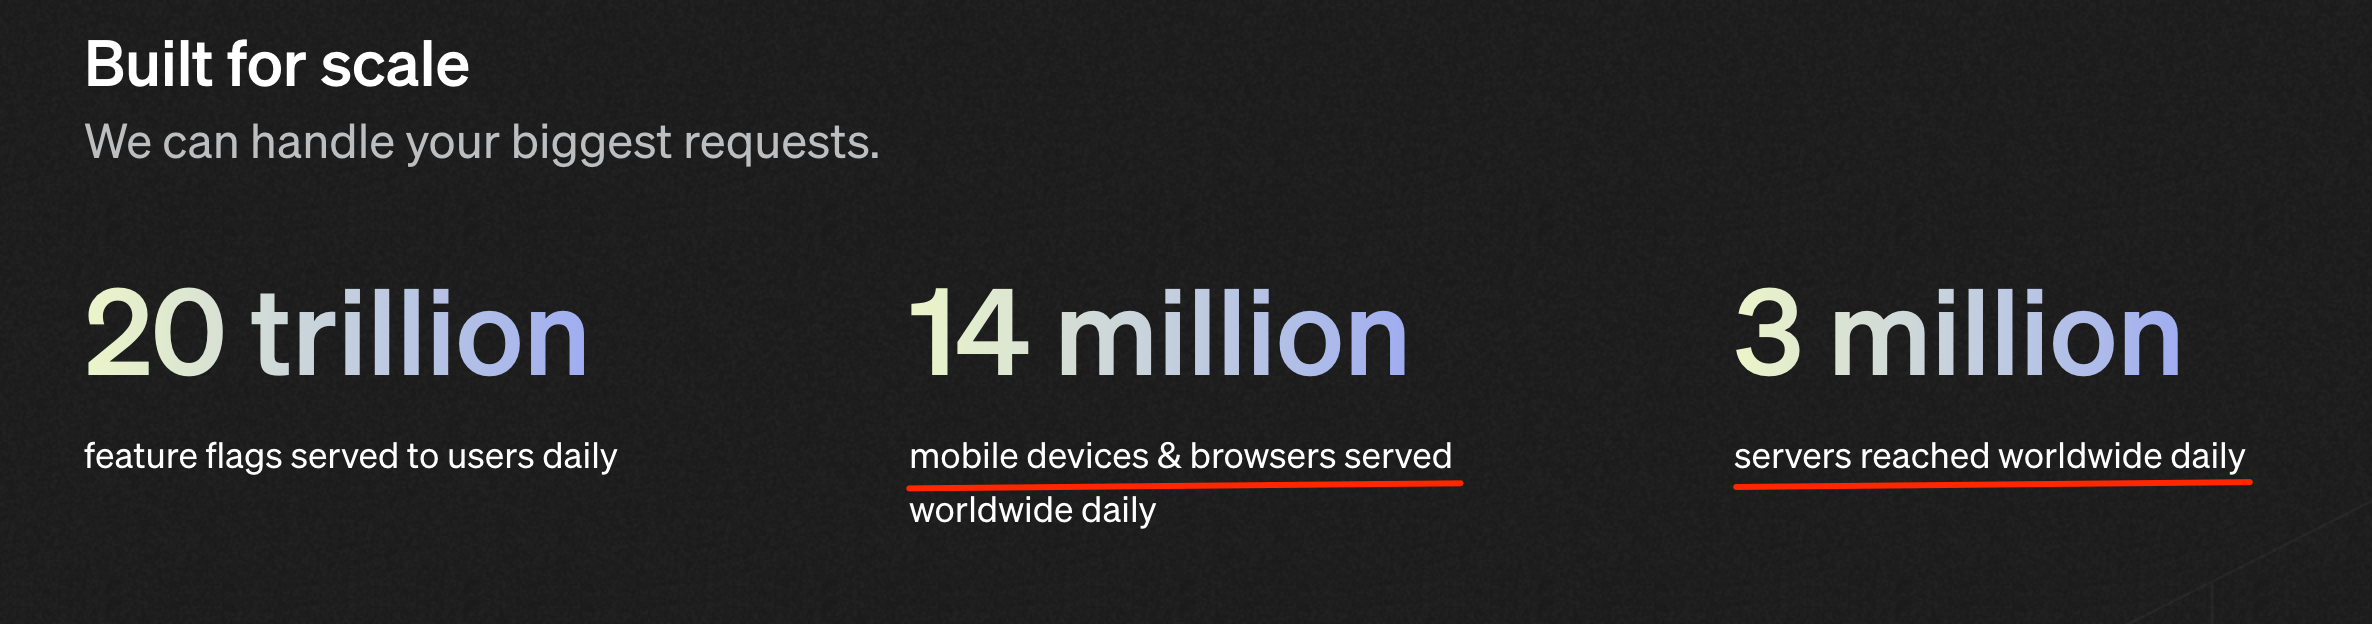 Built for scale
We can handle your biggest requests.
20 trillion
feature flags served to users daily
14 million
mobile devices & browsers served
worldwide daily
3 million
servers reached worldwide daily